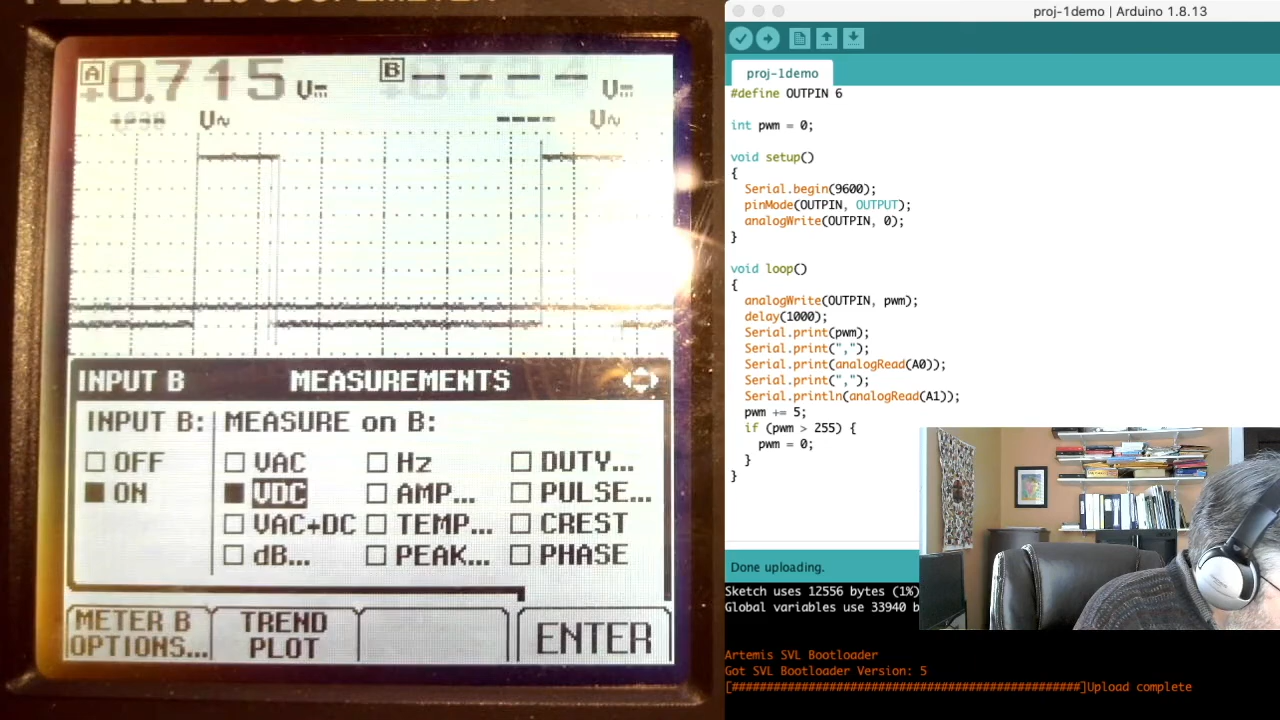 A +0.715 V B ---- V
V~ ---- V~
INPUT B MEASUREMENTS
INPUT B: MEASURE on B:
OFF VAC Hz DUTY...
ON VDC AMP... PULSE...
VAC+DC TEMP... CREST
dB... PEAK... PHASE
METER B TREND
OPTIONS... PLOT ENTER
proj-1demo | Arduino 1.8.13
proj-1demo
#define OUTPIN 6
int pwm = 0;
void setup()
{
Serial.begin(9600);
pinMode(OUTPIN, OUTPUT);
analogWrite(OUTPIN, 0);
}
void loop()
{
analogWrite(OUTPIN, pwm);
delay(1000);
Serial.print(pwm);
Serial.print(",");
Serial.print(analogRead(A0));
Serial.print(",");
Serial.println(analogRead(A1));
pwm += 5;
if (pwm > 255) {
pwm = 0;
}
}
Done uploading.
Sketch uses 12556 bytes (1%)
Global variables use 33940 b
Artemis SVL Bootloader
Got SVL Bootloader Version: 5
[##################################################]Upload complete